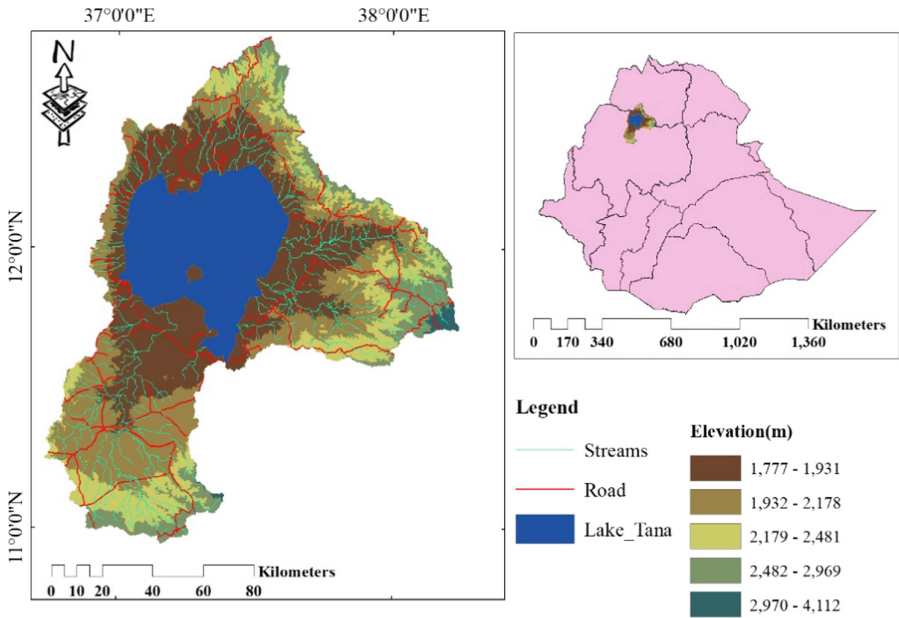 37°0'0"E
38°0'0"E
N
12°0'0"N
11°0'0"N
Kilometers
0 10 20 40 60 80
Kilometers
0 170 340 680 1,020 1,360
Legend
Streams
Road
Lake_Tana
Elevation(m)
1,777 - 1,931
1,932 - 2,178
2,179 - 2,481
2,482 - 2,969
2,970 - 4,112